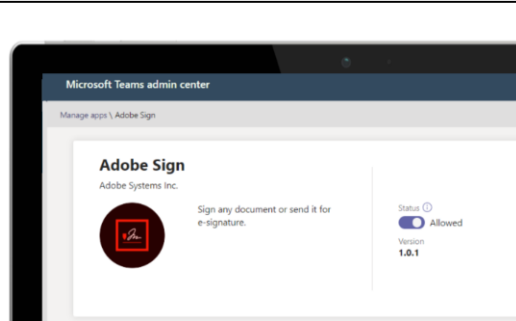 Microsoft Teams admin center
Manage apps \ Adobe Sign
Adobe Sign
Adobe Systems Inc.
Sign any document or send it for
e-signature.
Status
Allowed
Version
1.0.1